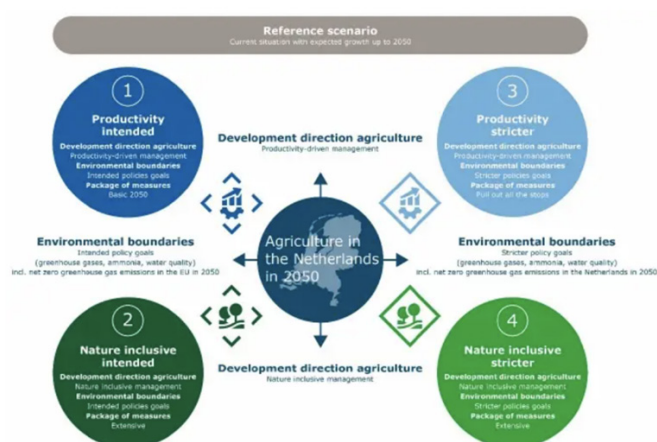 Reference scenario
Current situation with expected growth up to 2050
1
Productivity
intended
Development direction agriculture
Productivity-driven management
Environmental boundaries
Intended policies goals
Package of measures
Basic 2050
3
Productivity
stricter
Development direction agriculture
Productivity-driven management
Environmental boundaries
Stricter policies goals
Package of measures
Pull out all the stops
Development direction agriculture
Productivity-driven management
Environmental boundaries
Intended policy goals
(greenhouse gases, ammonia, water quality)
incl. net zero greenhouse gas emissions in the EU in 2050
Agriculture in
the Netherlands
in 2050
Environmental boundaries
Stricter policy goals
(greenhouse gases, ammonia, water quality)
incl. net zero greenhouse gas emissions in the Netherlands in 2050
2
Nature inclusive
intended
Development direction agriculture
Nature inclusive management
Environmental boundaries
Intended policies goals
Package of measures
Extensive
Development direction agriculture
Nature inclusive management
4
Nature inclusive
stricter
Development direction agriculture
Nature inclusive management
Environmental boundaries
Stricter policies goals
Package of measures
Extensive